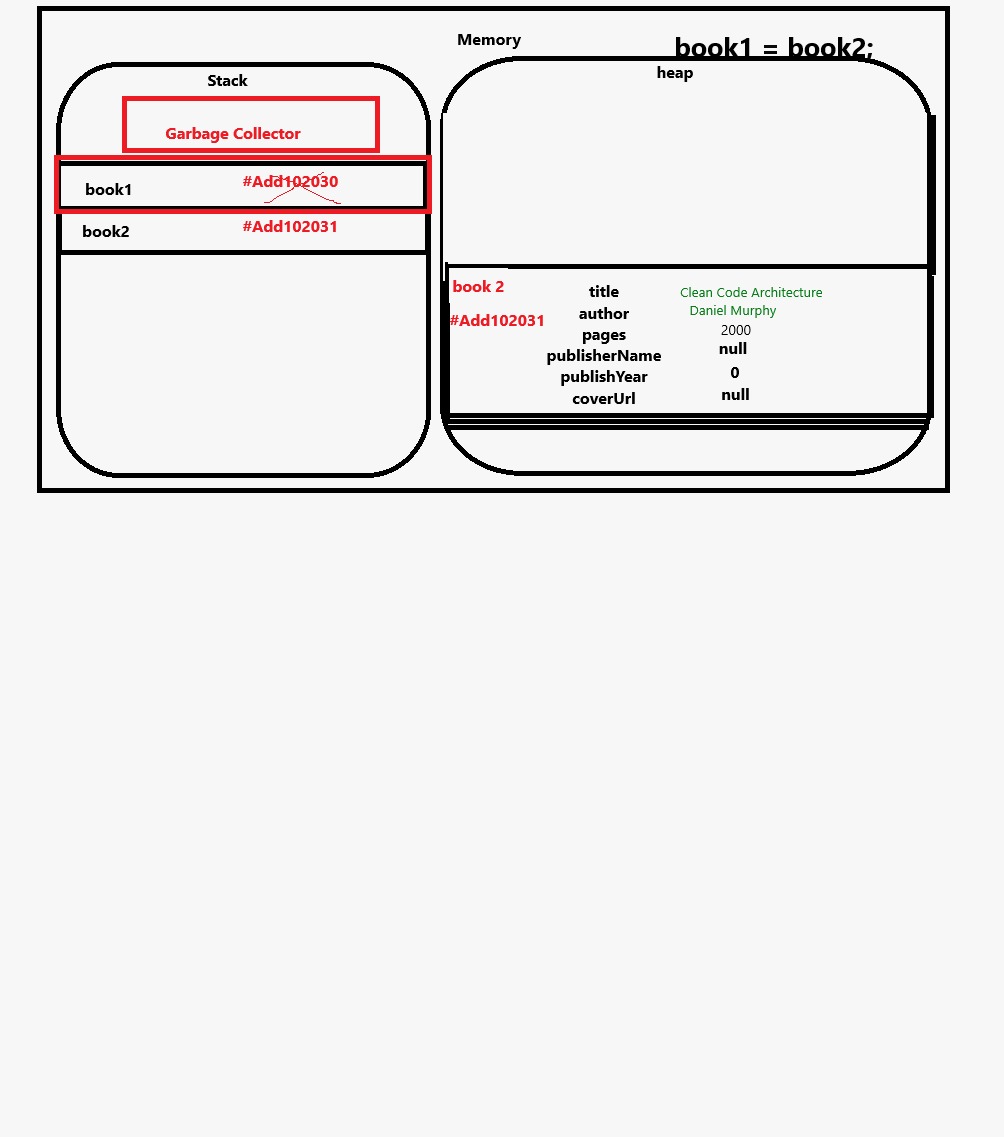 Memory
book1 = book2;
Stack
heap
Garbage Collector
book1 #Add102030
book2 #Add102031
book 2
#Add102031
title Clean Code Architecture
author Daniel Murphy
pages 2000
publisherName null
publishYear 0
coverUrl null